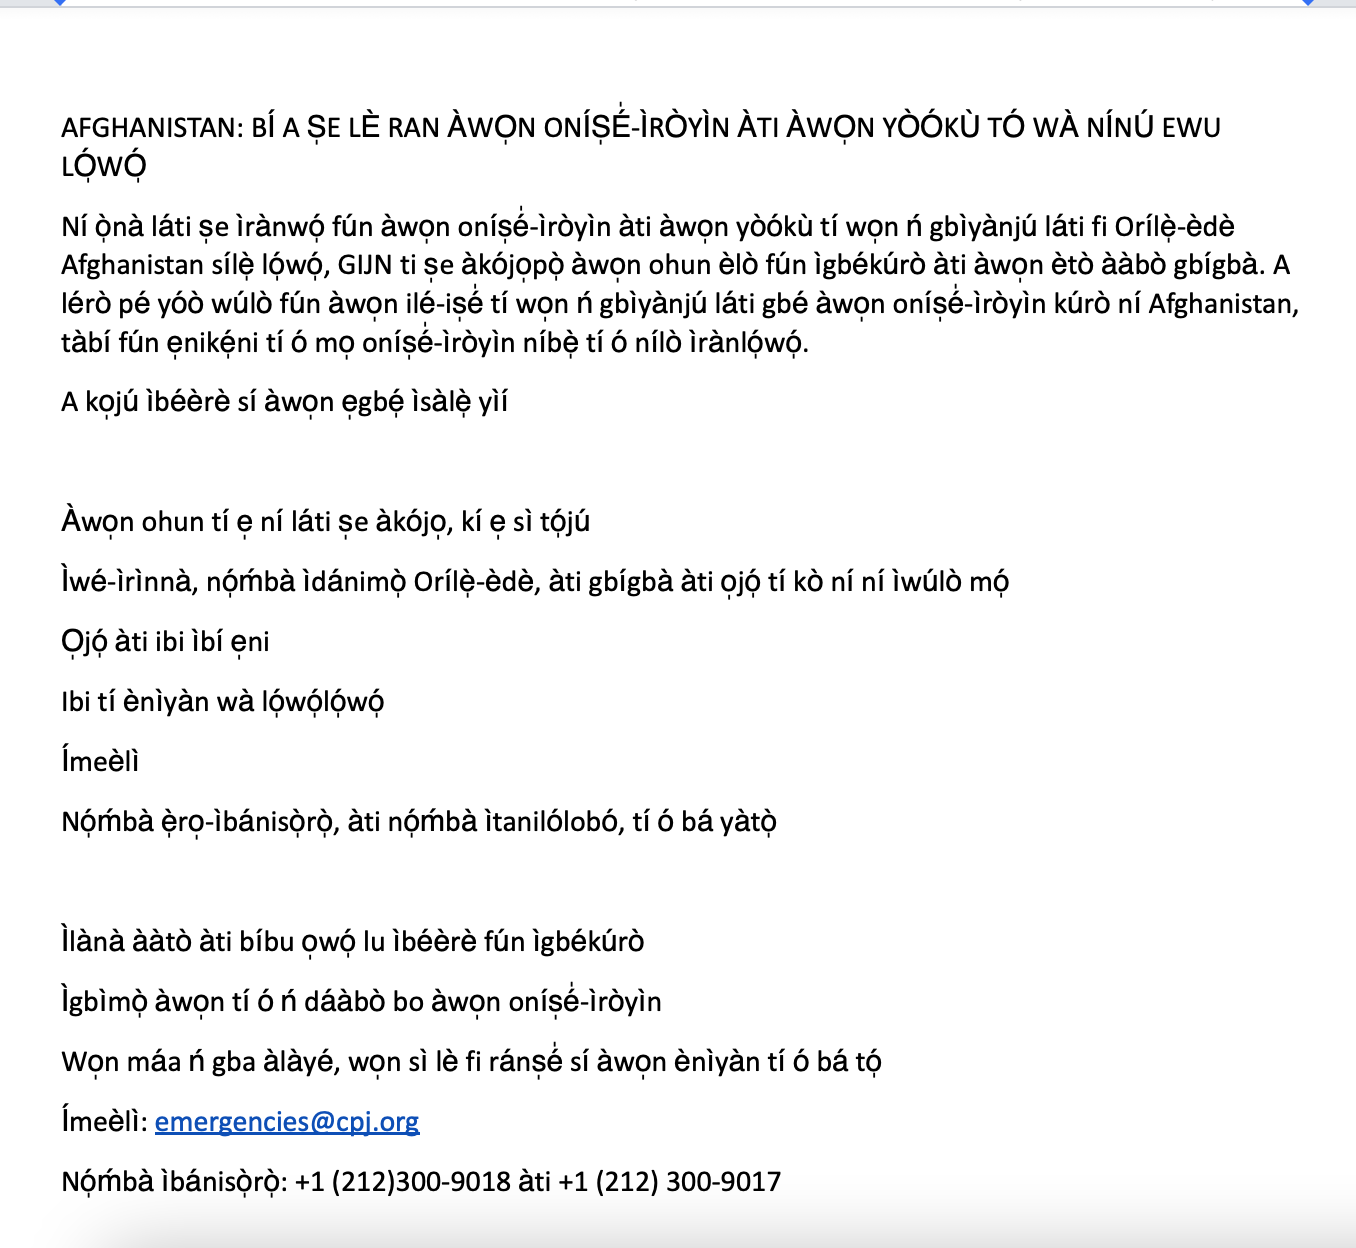 AFGHANISTAN: BÍ A ṢE LÈ RAN ÀWỌN ONÍṢẸ́-ÌRÒYÌN ÀTI ÀWỌN YÒÓKÙ TÓ WÀ NÍNÚ EWU
LỌ́WỌ́
Ní ọ̀nà láti ṣe ìrànwọ́ fún àwọn oníṣẹ́-ìròyìn àti àwọn yòókù tí wọn ń gbìyànjú láti fi Orílẹ̀-èdè
Afghanistan sílẹ̀ lọ́wọ́, GIJN ti ṣe àkójọpọ̀ àwọn ohun èlò fún ìgbékúrò àti àwọn ètò ààbò gbígbà. A
lérò pé yóò wúlò fún àwọn ilé-iṣẹ́ tí wọn ń gbìyànjú láti gbé àwọn oníṣẹ́-ìròyìn kúrò ní Afghanistan,
tàbí fún ẹnikẹ́ni tí ó mọ oníṣẹ́-ìròyìn níbẹ̀ tí ó nílò ìrànlọ́wọ́.
A kọjú ìbéèrè sí àwọn ẹgbẹ́ ìsàlẹ̀ yìí
Àwọn ohun tí ẹ ní láti ṣe àkójọ, kí ẹ sì tọ́jú
Ìwé-ìrìnnà, nọ́ḿbà ìdánimọ̀ Orílẹ̀-èdè, àti gbígbà àti ọjọ́ tí kò ní ní ìwúlò mọ́
Ọjọ́ àti ibi ìbí ẹni
Ibi tí ènìyàn wà lọ́wọ́lọ́wọ́
Ímeèlì
Nọ́ḿbà ẹ̀rọ-ìbánisọ̀rọ̀, àti nọ́ḿbà ìtanilólobó, tí ó bá yàtọ̀
Ìlànà ààtò àti bíbu ọwọ́ lu ìbéèrè fún ìgbékúrò
Ìgbìmọ̀ àwọn tí ó ń dáàbò bo àwọn oníṣẹ́-ìròyìn
Wọn máa ń gba àlàyé, wọn sì lè fi ránṣẹ́ sí àwọn ènìyàn tí ó bá tọ́
Ímeèlì: emergencies@cpj.org
Nọ́ḿbà ìbánisọ̀rọ̀: +1 (212)300-9018 àti +1 (212) 300-9017